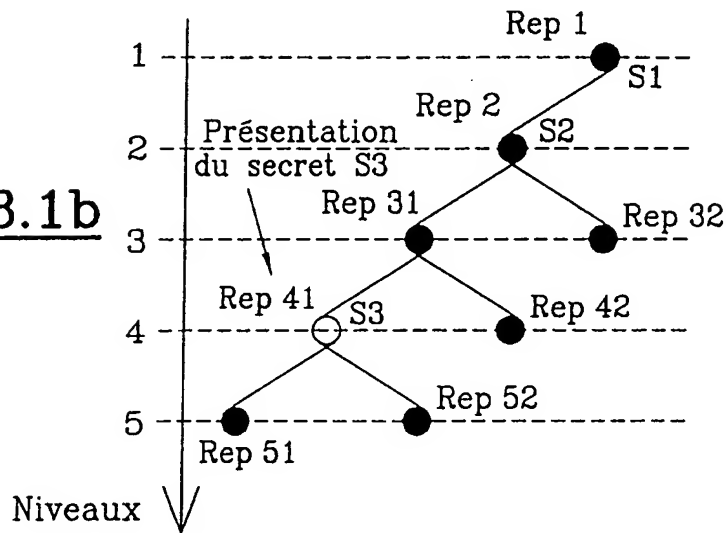 Rep 1
1
S1
Rep 2
Présentation
du secret S3
2
S2
3.1b
Rep 31
Rep 32
3
Rep 41
S3
Rep 42
4
Rep 52
5
Rep 51
Niveaux